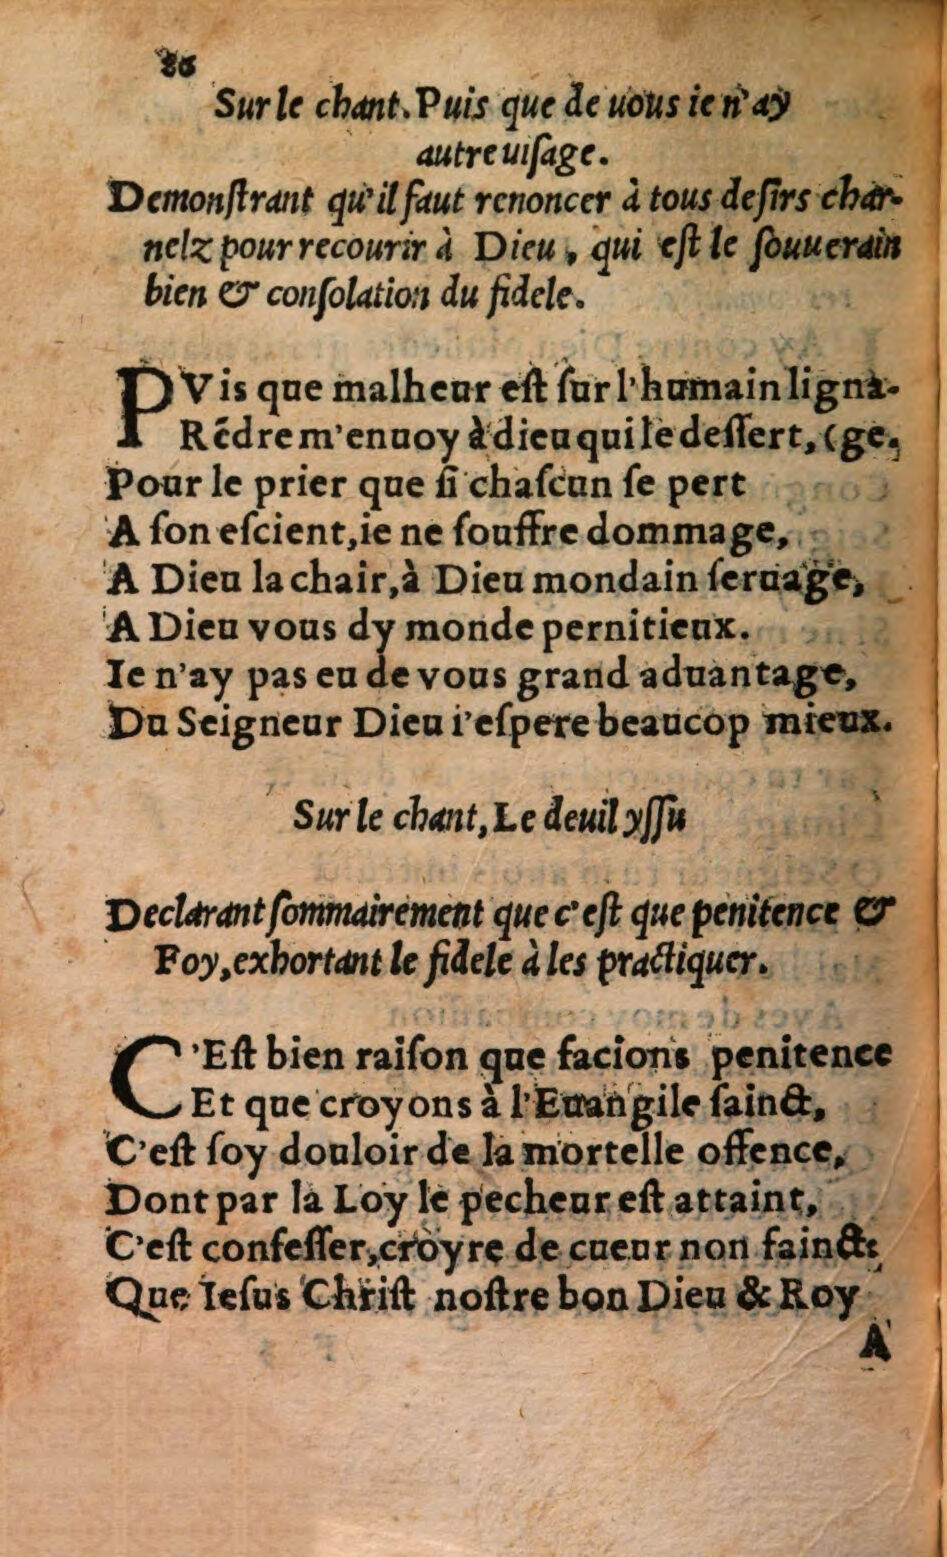 80
Sur le chant. Puis que de uous ie n'ay
autre uiſage.
Demonſtrant qu'il faut renoncer à tous deſirs char-
nelz pour recourir à Dieu, qui eſt le ſouuerain
bien & conſolation du fidele.
PVis que malheur eſt ſur l'humain ligna-
Rēdre m'enuoy à dieu qui le deſſert, (ge,
Pour le prier que ſi chaſcun ſe pert
A ſon eſcient, ie ne ſouffre dommage,
A Dieu la chair, à Dieu mondain ſeruage,
A Dieu vous dy monde pernitieux.
Ie n'ay pas eu de vous grand aduantage,
Du Seigneur Dieu i'eſpere beaucop mieux.
Sur le chant, Le deuil yſſu
Declarant ſommairement que c'eſt que penitence &
Foy, exhortant le fidele à les practiquer.
C'Eſt bien raiſon que facions penitence
Et que croyons à l'Euangile ſainct,
C'eſt ſoy douloir de la mortelle offence,
Dont par la Loy le pecheur eſt attaint,
C'eſt confeſſer, croyre de cueur non fainct:
Que Ieſus Chriſt noſtre bon Dieu & Roy
A